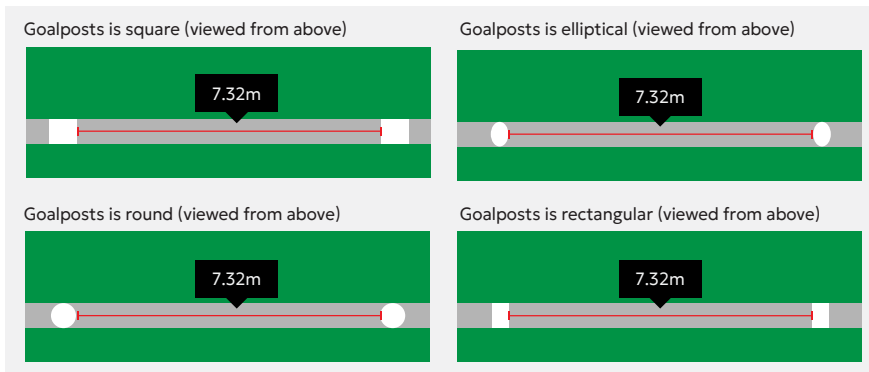 Goalposts is square (viewed from above)
7.32m
Goalposts is elliptical (viewed from above)
7.32m
Goalposts is round (viewed from above)
7.32m
Goalposts is rectangular (viewed from above)
7.32m